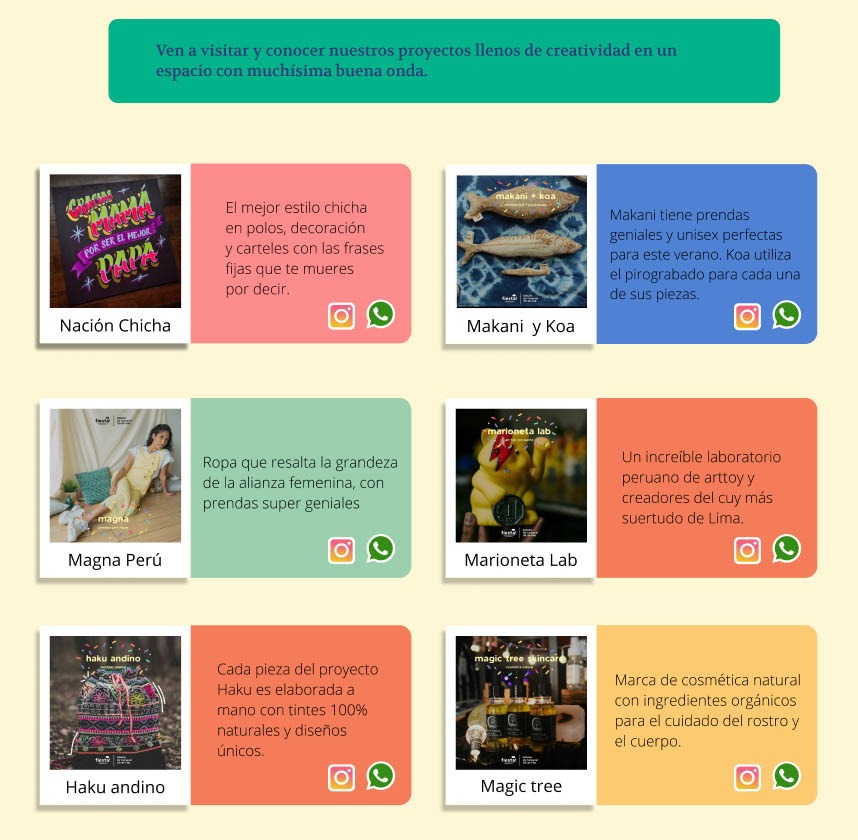 Ven a visitar y conocer nuestros proyectos llenos de creatividad en un
espacio con muchísima buena onda.
GRACIAS
MAMÁ
POR SER EL MEJOR
PAPÁ
Nación Chicha
El mejor estilo chicha
en polos, decoración
y carteles con las frases
fijas que te mueres
por decir.
makani + koa
fiesta!
Makani y Koa
Makani tiene prendas
geniales y unisex perfectas
para este verano. Koa utiliza
el pirograbado para cada una
de sus piezas.
fiesta!
magna
Magna Perú
Ropa que resalta la grandeza
de la alianza femenina, con
prendas super geniales
marioneta lab
fiesta!
Marioneta Lab
Un increíble laboratorio
peruano de arttoy y
creadores del cuy más
suertudo de Lima.
haku andino
fiesta!
Haku andino
Cada pieza del proyecto
Haku es elaborada a
mano con tintes 100%
naturales y diseños
únicos.
magic tree skincare
cosmética natural
fiesta!
Magic tree
Marca de cosmética natural
con ingredientes orgánicos
para el cuidado del rostro y
el cuerpo.